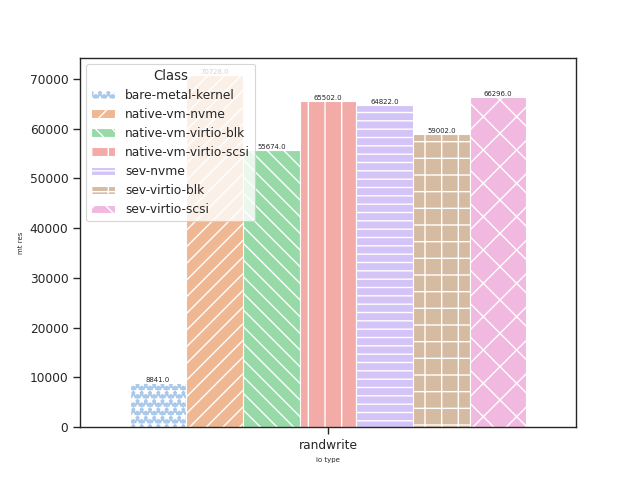 70728.0
Class
bare-metal-kernel
native-vm-nvme
native-vm-virtio-blk
native-vm-virtio-scsi
sev-nvme
sev-virtio-blk
sev-virtio-scsi
70000
60000
50000
40000
30000
20000
10000
0
mt res
8841.0
55674.0
65502.0
64822.0
59002.0
66296.0
randwrite
io type